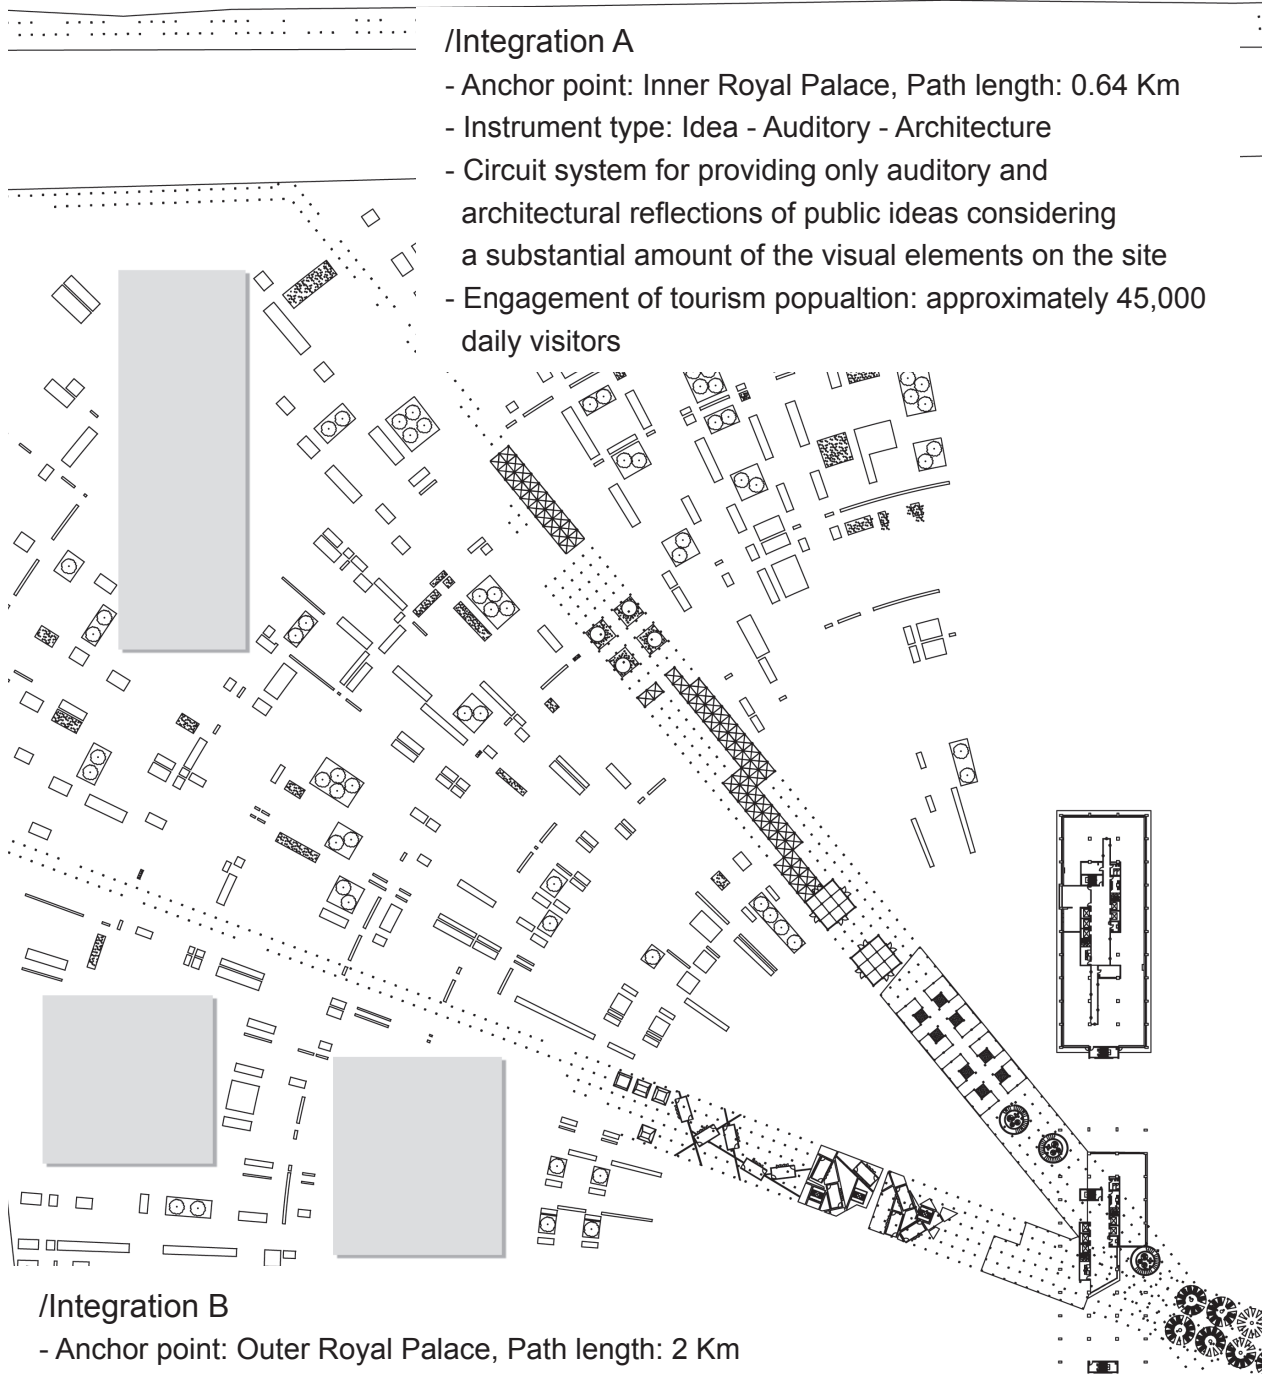 /Integration A
- Anchor point: Inner Royal Palace, Path length: 0.64 Km
- Instrument type: Idea - Auditory - Architecture
- Circuit system for providing only auditory and
architectural reflections of public ideas considering
a substantial amount of the visual elements on the site
- Engagement of tourism popualtion: approximately 45,000
daily visitors
/Integration B
- Anchor point: Outer Royal Palace, Path length: 2 Km